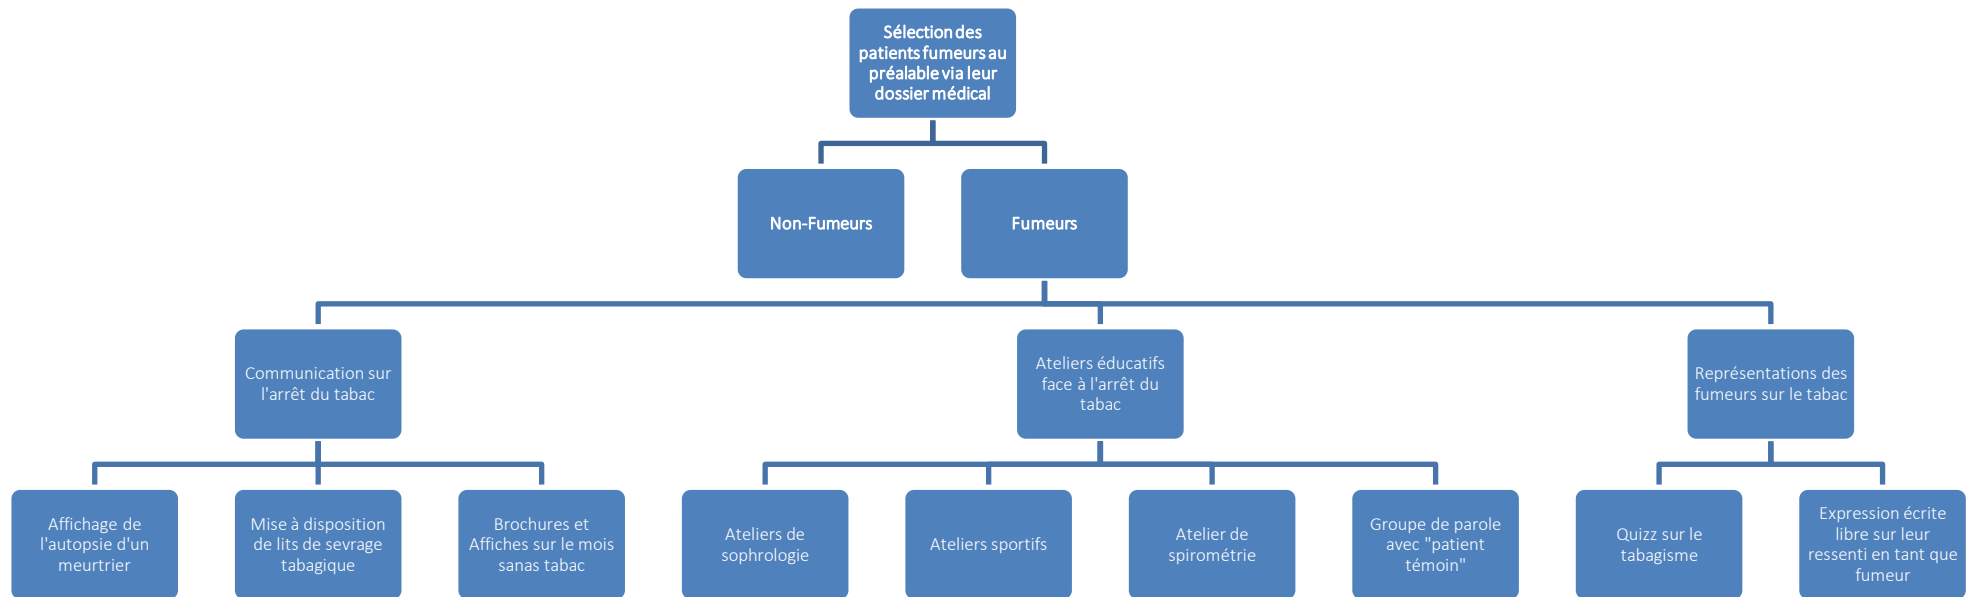 Sélection des
patients fumeurs au
préalable via leur
dossier médical
Non-Fumeurs
Fumeurs
Communication sur
l'arrêt du tabac
Ateliers éducatifs
face à l'arrêt du
tabac
Représentations des
fumeurs sur le tabac
Affichage de
l'autopsie d'un
meurtrier
Mise à disposition
de lits de sevrage
tabagique
Brochures et
Affiches sur le mois
sanas tabac
Ateliers de
sophrologie
Ateliers sportifs
Atelier de
spirométrie
Groupe de parole
avec "patient
témoin"
Quizz sur le
tabagisme
Expression écrite
libre sur leur
ressenti en tant que
fumeur